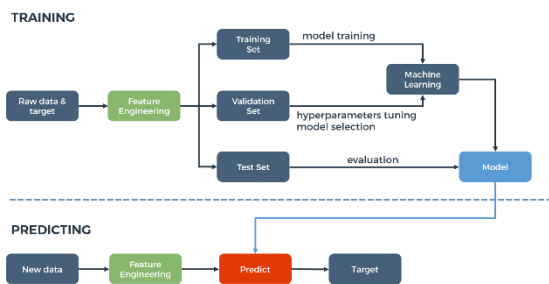 TRAINING
Training
Set
model training
Machine
Learning
Raw data &
target
Feature
Engineering
Validation
Set
hyperparameters tuning
model selection
Test Set
evaluation
Model
PREDICTING
New data
Feature
Engineering
Predict
Target